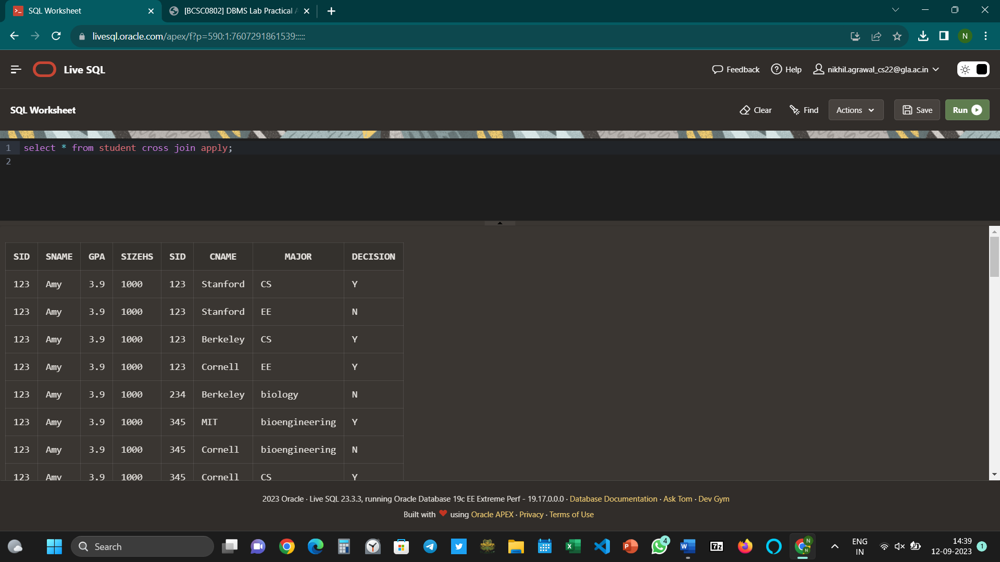 SQL Worksheet
[BCSC0802] DBMS Lab Practical
livesql.oracle.com/apex/f?p=590:1:7607291861539:::::
N
Live SQL
Feedback
Help
nikhil.agrawal_cs22@gla.ac.in
SQL Worksheet
Clear
Find
Actions
Save
Run
1 select * from student cross join apply;
2
SID SNAME GPA SIZEHS SID CNAME MAJOR DECISION
123 Amy 3.9 1000 123 Stanford CS Y
123 Amy 3.9 1000 123 Stanford EE N
123 Amy 3.9 1000 123 Berkeley CS Y
123 Amy 3.9 1000 123 Cornell EE Y
123 Amy 3.9 1000 234 Berkeley biology N
123 Amy 3.9 1000 345 MIT bioengineering Y
123 Amy 3.9 1000 345 Cornell bioengineering N
123 Amy 3.9 1000 345 Cornell CS Y
2023 Oracle · Live SQL 23.3.3, running Oracle Database 19c EE Extreme Perf - 19.17.0.0.0 · Database Documentation · Ask Tom · Dev Gym
Built with ❤ using Oracle APEX · Privacy · Terms of Use
Search
4
7z
N
N
ENG
IN
14:39
12-09-2023
1